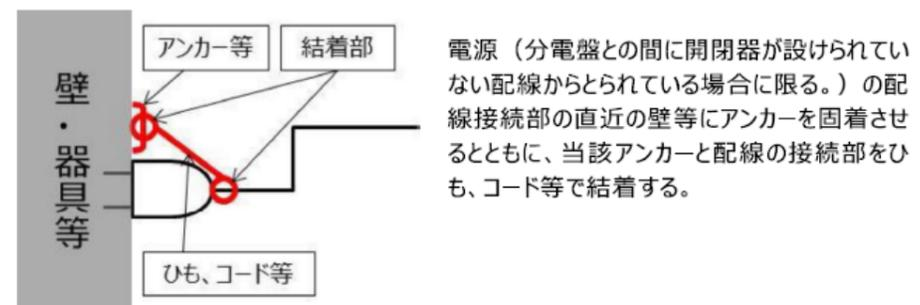 アンカー等
結着部
壁・器具等
ひも、コード等
電源（分電盤との間に開閉器が設けられてい
ない配線からとられている場合に限る。）の配
線接続部の直近の壁等にアンカーを固着させ
るとともに、当該アンカーと配線の接続部をひ
も、コード等で結着する。